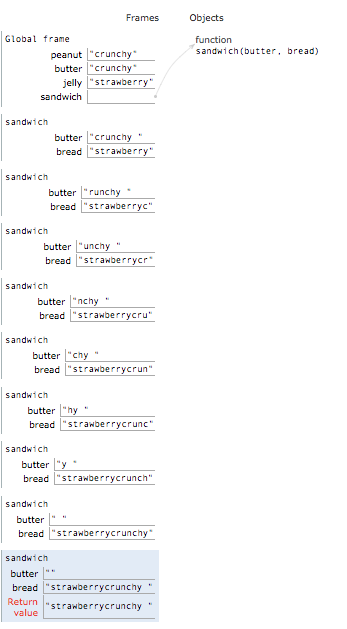 Frames Objects
Global frame
peanut "crunchy"
butter "crunchy"
jelly "strawberry"
sandwich
function
sandwich(butter, bread)
sandwich
butter "crunchy "
bread "strawberry"
sandwich
butter "runchy "
bread "strawberryc"
sandwich
butter "unchy "
bread "strawberrycr"
sandwich
butter "nchy "
bread "strawberrycru"
sandwich
butter "chy "
bread "strawberrycrun"
sandwich
butter "hy "
bread "strawberrycrunc"
sandwich
butter "y "
bread "strawberrycrunch"
sandwich
butter " "
bread "strawberrycrunchy"
sandwich
butter ""
bread "strawberrycrunchy "
Return
value "strawberrycrunchy "